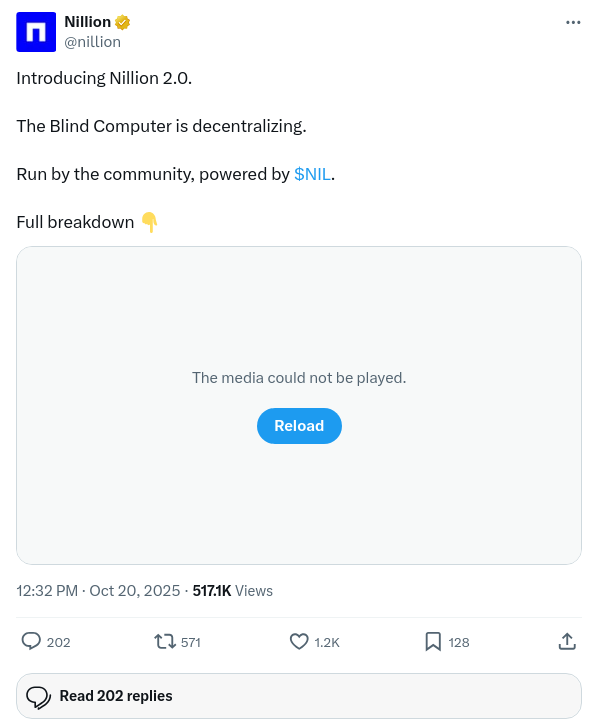 Nillion
@nillion
Introducing Nillion 2.0.
The Blind Computer is decentralizing.
Run by the community, powered by $NIL.
Full breakdown 👇
The media could not be played.
Reload
12:32 PM · Oct 20, 2025 · 517.1K Views
202 571 1.2K 128
Read 202 replies